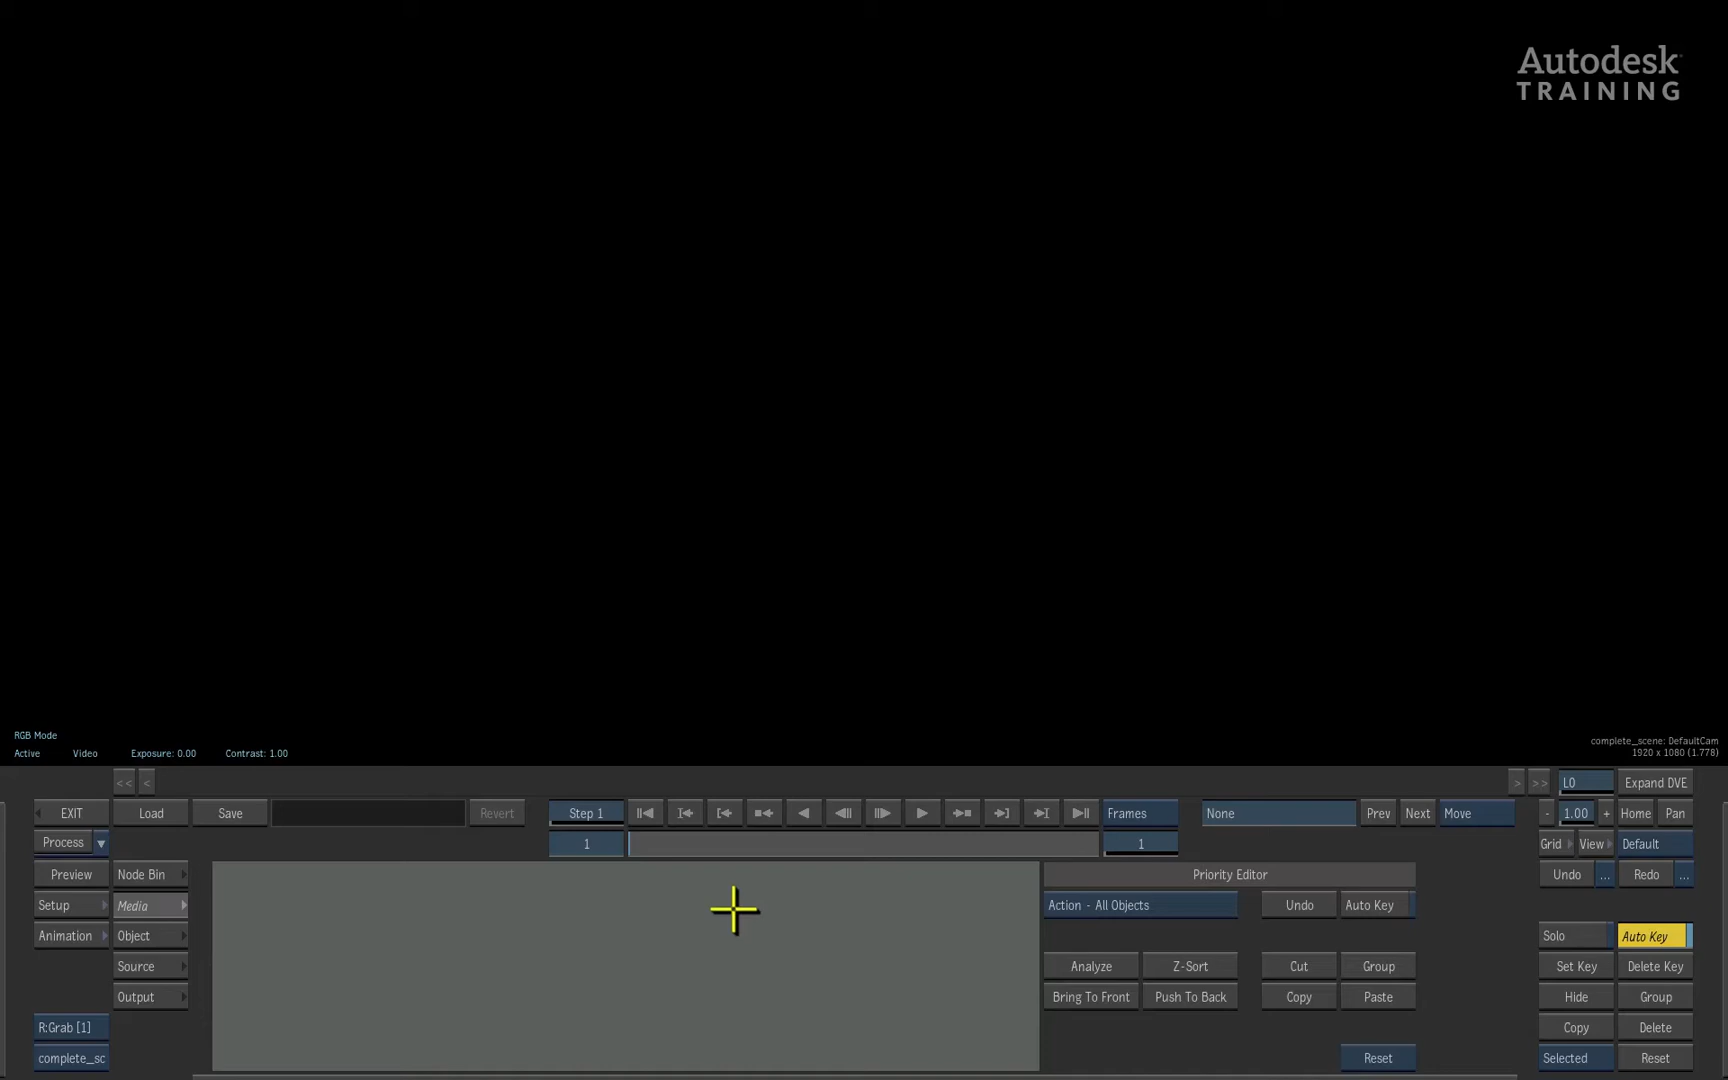 Autodesk
TRAINING
RGB Mode
Active Video Exposure: 0.00 Contrast: 1.00
complete_scene: DefaultCam
1920 x 1080 (1.778)
<< < > >> L0 Expand DVE
EXIT Load Save Revert Step 1 Frames None Prev Next Move - 1.00 + Home Pan
Process 1 1 Grid View Default
Preview Node Bin Priority Editor Undo ... Redo ...
Setup Media Action - All Objects Undo Auto Key
Animation Object Solo Auto Key
Source Analyze Z-Sort Cut Group Set Key Delete Key
Output Bring To Front Push To Back Copy Paste Hide Group
R:Grab [1] Copy Delete
complete_sc Reset Selected Reset